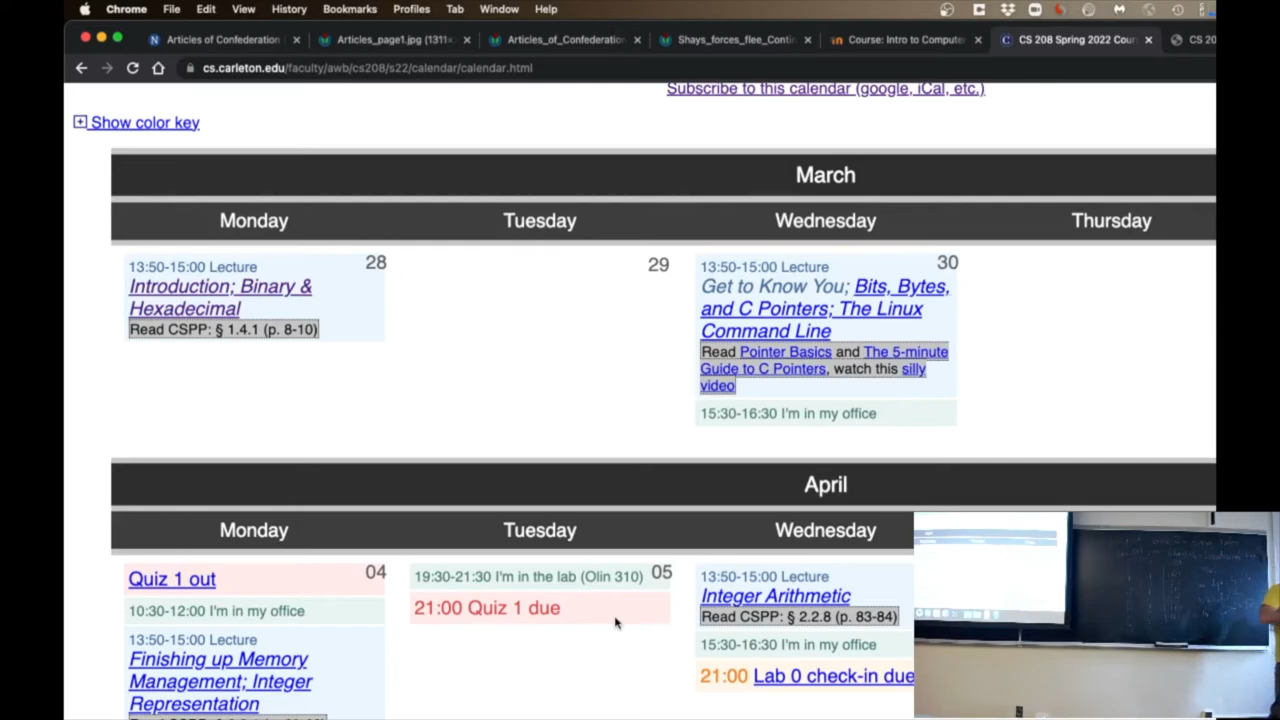 Chrome File Edit View History Bookmarks Profiles Tab Window Help
Articles of Confederation
Articles_page1.jpg (1311×
Articles_of_Confederation
Shays_forces_flee_Conti
Course: Intro to Compute
CS 208 Spring 2022 Cour
CS 20
cs.carleton.edu/faculty/awb/cs208/s22/calendar/calendar.html
Subscribe to this calendar (google, iCal, etc.)
Show color key
March
Monday Tuesday Wednesday Thursday
28
13:50-15:00 Lecture
Introduction; Binary &
Hexadecimal
Read CSPP: § 1.4.1 (p. 8-10)
29
30
13:50-15:00 Lecture
Get to Know You; Bits, Bytes,
and C Pointers; The Linux
Command Line
Read Pointer Basics and The 5-minute
Guide to C Pointers, watch this silly
video
15:30-16:30 I'm in my office
April
Monday Tuesday Wednesday
04
Quiz 1 out
10:30-12:00 I'm in my office
13:50-15:00 Lecture
Finishing up Memory
Management; Integer
Representation
05
19:30-21:30 I'm in the lab (Olin 310)
21:00 Quiz 1 due
13:50-15:00 Lecture
Integer Arithmetic
Read CSPP: § 2.2.8 (p. 83-84)
15:30-16:30 I'm in my office
21:00 Lab 0 check-in due